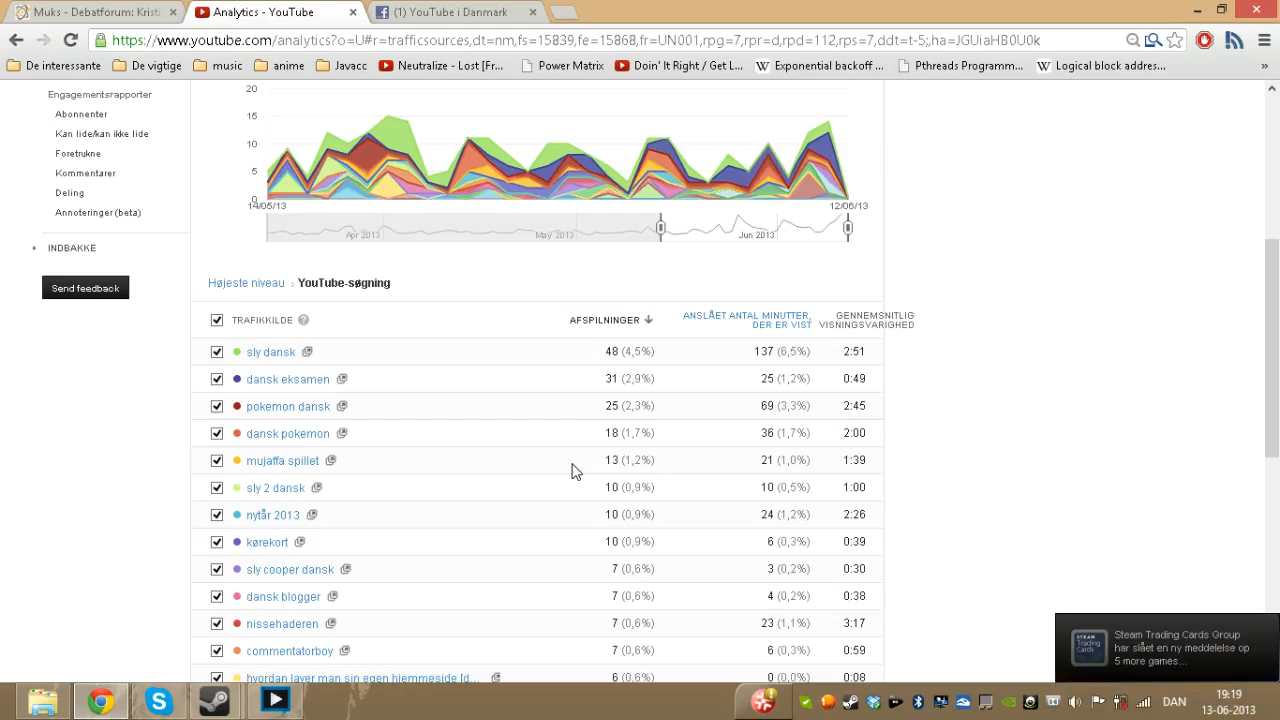 Muks - Debatforum: Kristi
Analytics - YouTube
(1) YouTube i Danmark
https://www.youtube.com/analytics?o=U#r=trafficsources,dt=nm,fs=15839,fe=15868,fr=UN001,rpg=7,rpr=d,rpd=112,rps=7,ddt=t-5;,ha=JGUiaHB0U0k
De interessante
De vigtige
music
anime
Javacc
Neutralize - Lost [Fr...
Power Matrix
Doin' It Right / Get L...
Exponential backoff ...
Pthreads Programm...
Logical block addres...
»
Engagementsrapporter
Abonnenter
Kan lide/kan ikke lide
Foretrukne
Kommentarer
Deling
Annoteringer (beta)
INDBAKKE
Send feedback
20
15
10
5
0
14/05/13
12/06/13
Apr 2013
May 2013
Jun 2013
Højeste niveau › YouTube-søgning
TRAFIKKILDE ?
AFSPILNINGER
ANSLÅET ANTAL MINUTTER, DER ER VIST
GENNEMSNITLIG VISNINGSVARIGHED
sly dansk 48 (4,5%) 137 (6,5%) 2:51
dansk eksamen 31 (2,9%) 25 (1,2%) 0:49
pokemon dansk 25 (2,3%) 69 (3,3%) 2:45
dansk pokemon 18 (1,7%) 36 (1,7%) 2:00
mujaffa spillet 13 (1,2%) 21 (1,0%) 1:39
sly 2 dansk 10 (0,9%) 10 (0,5%) 1:00
nytår 2013 10 (0,9%) 24 (1,2%) 2:26
kørekort 10 (0,9%) 6 (0,3%) 0:39
sly cooper dansk 7 (0,6%) 3 (0,2%) 0:30
dansk blogger 7 (0,6%) 4 (0,2%) 0:38
nissehaderen 7 (0,6%) 23 (1,1%) 3:17
commentatorboy 7 (0,6%) 6 (0,3%) 0:59
hvordan laver man sin egen hjemmeside [d... 6 (0,6%) 0 (0,0%) 0:08
STEAM Trading Cards
Steam Trading Cards Group
har slået en ny meddelelse op
5 more games...
DAN
19:19
13-06-2013